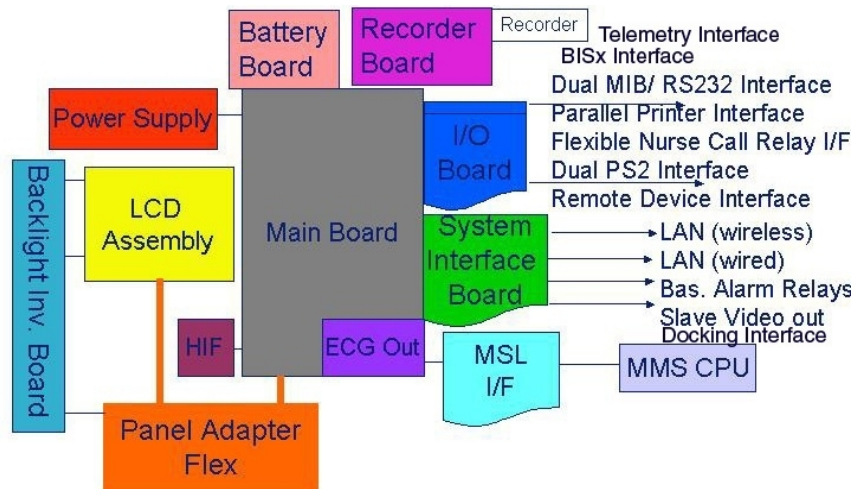 Battery
Board
Recorder
Board
Recorder
Telemetry Interface
BISx Interface
Dual MIB/ RS232 Interface
Parallel Printer Interface
Flexible Nurse Call Relay I/F
Dual PS2 Interface
Remote Device Interface
Power Supply
I/O
Board
Backlight Inv. Board
LCD
Assembly
Main Board
System
Interface
Board
LAN (wireless)
LAN (wired)
Bas. Alarm Relays
Slave Video out
Docking Interface
HIF
ECG Out
MSL
I/F
MMS CPU
Panel Adapter
Flex